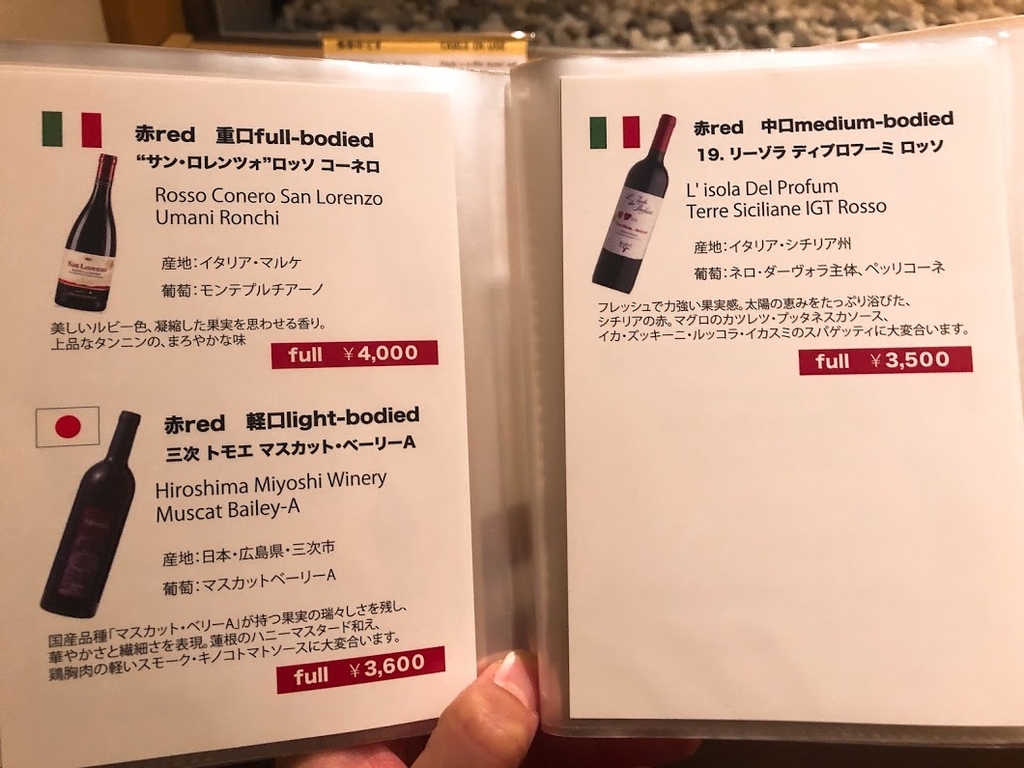 赤red 重口full-bodied
“サン・ロレンツォ”ロッソ コーネロ
Rosso Conero San Lorenzo
Umani Ronchi
産地:イタリア・マルケ
葡萄:モンテプルチアーノ
美しいルビー色、凝縮した果実を思わせる香り。
上品なタンニンの、まろやかな味
full ¥4,000
赤red 軽口light-bodied
三次 トモエ マスカット・ベーリーA
Hiroshima Miyoshi Winery
Muscat Bailey-A
産地:日本・広島県・三次市
葡萄:マスカットベーリーA
国産品種「マスカット・ベリーA」が持つ果実の瑞々しさを残し、
華やかさと繊細さを表現。蓮根のハニーマスタード和え、
鶏胸肉の軽いスモーク・キノコトマトソースに大変合います。
full ¥3,600
赤red 中口medium-bodied
19. リーゾラ ディプロフーミ ロッソ
L' isola Del Profum
Terre Siciliane IGT Rosso
産地:イタリア・シチリア州
葡萄:ネロ・ダーヴォラ主体、ペッリコーネ
フレッシュで力強い果実感。太陽の恵みをたっぷり浴びた、
シチリアの赤。マグロのカツレツ・プッタネスカソース、
イカ・ズッキーニ・ルッコラ・イカスミのスパゲッティに大変合います。
full ¥3,500
San Lorenzo